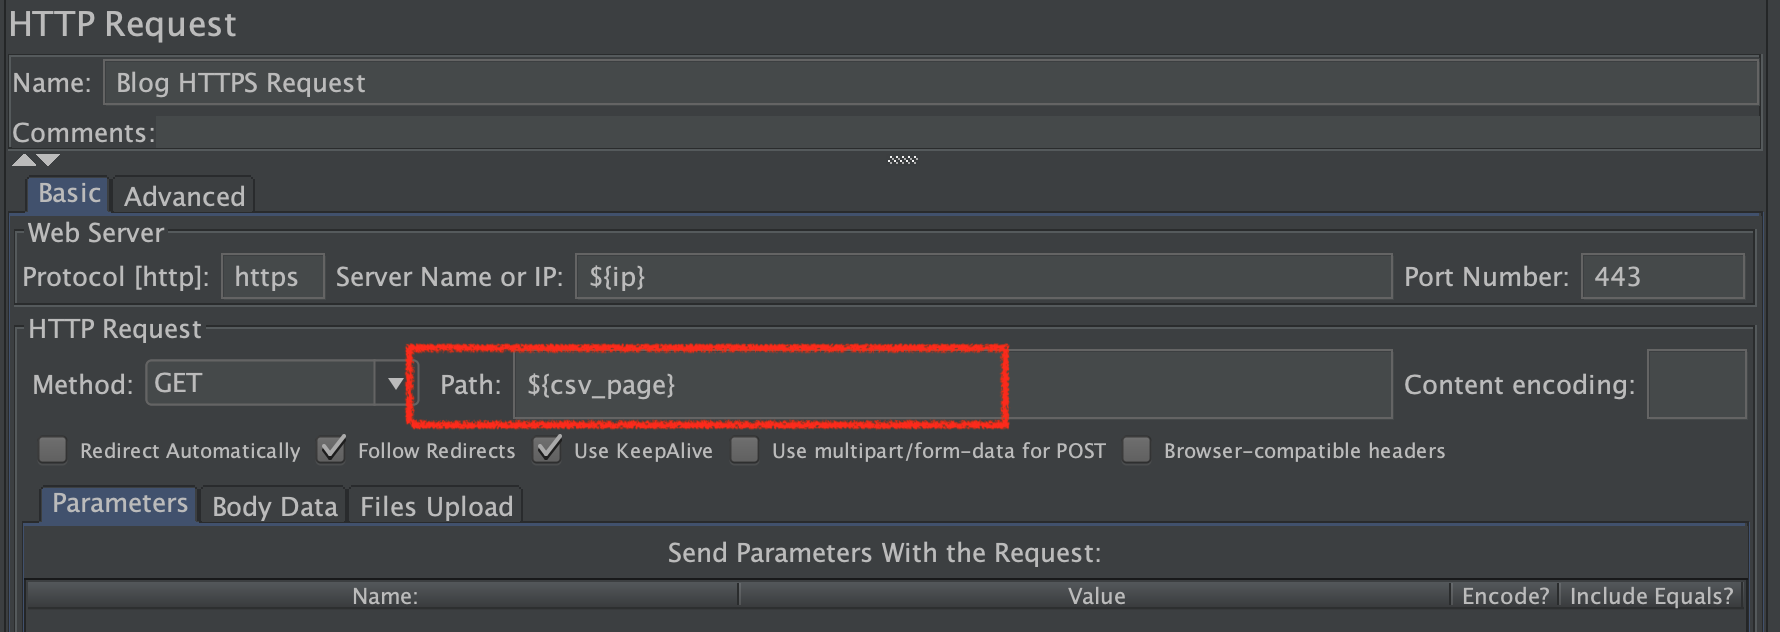 HTTP Request
Name: Blog HTTPS Request
Comments:
Basic Advanced
Web Server
Protocol [http]: https Server Name or IP: ${ip} Port Number: 443
HTTP Request
Method: GET Path: ${csv_page} Content encoding:
Redirect Automatically Follow Redirects Use KeepAlive Use multipart/form-data for POST Browser-compatible headers
Parameters Body Data Files Upload
Send Parameters With the Request:
Name: Value Encode? Include Equals?